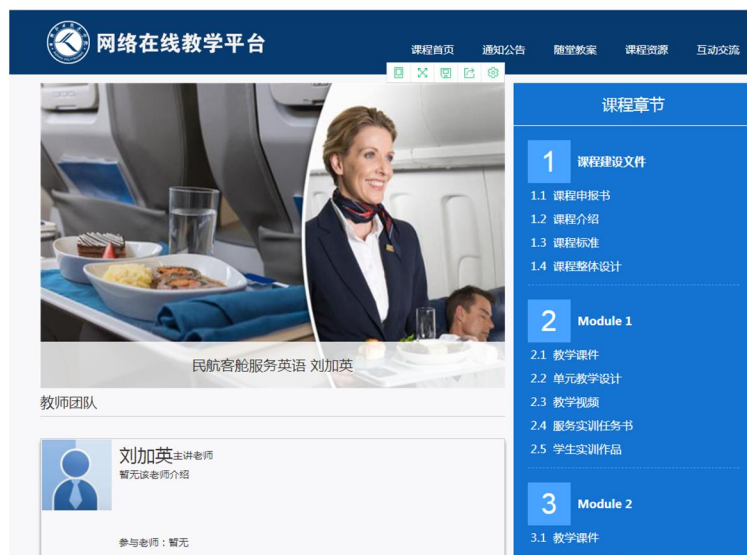 网络在线教学平台
课程首页 通知公告 随堂教案 课程资源 互动交流
民航客舱服务英语 刘加英
教师团队
刘加英主讲老师
暂无该老师介绍
参与老师：暂无
课程章节
1 课程建设文件
1.1 课程申报书
1.2 课程介绍
1.3 课程标准
1.4 课程整体设计
2 Module 1
2.1 教学课件
2.2 单元教学设计
2.3 教学视频
2.4 服务实训任务书
2.5 学生实训作品
3 Module 2
3.1 教学课件